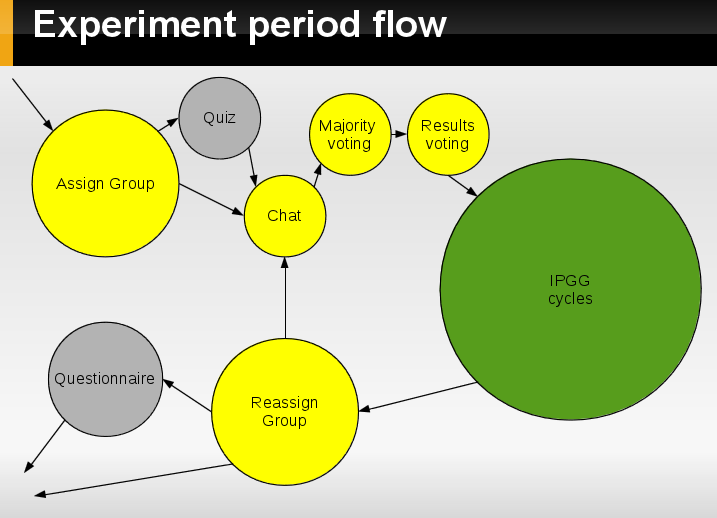 Experiment period flow
Quiz
Majority
voting
Results
voting
Assign Group
Chat
IPGG
cycles
Questionnaire
Reassign
Group